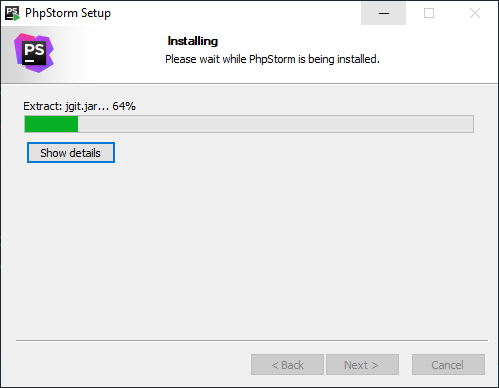 PS PhpStorm Setup
PS
Installing
Please wait while PhpStorm is being installed.
Extract: jgit.jar... 64%
Show details
< Back
Next >
Cancel